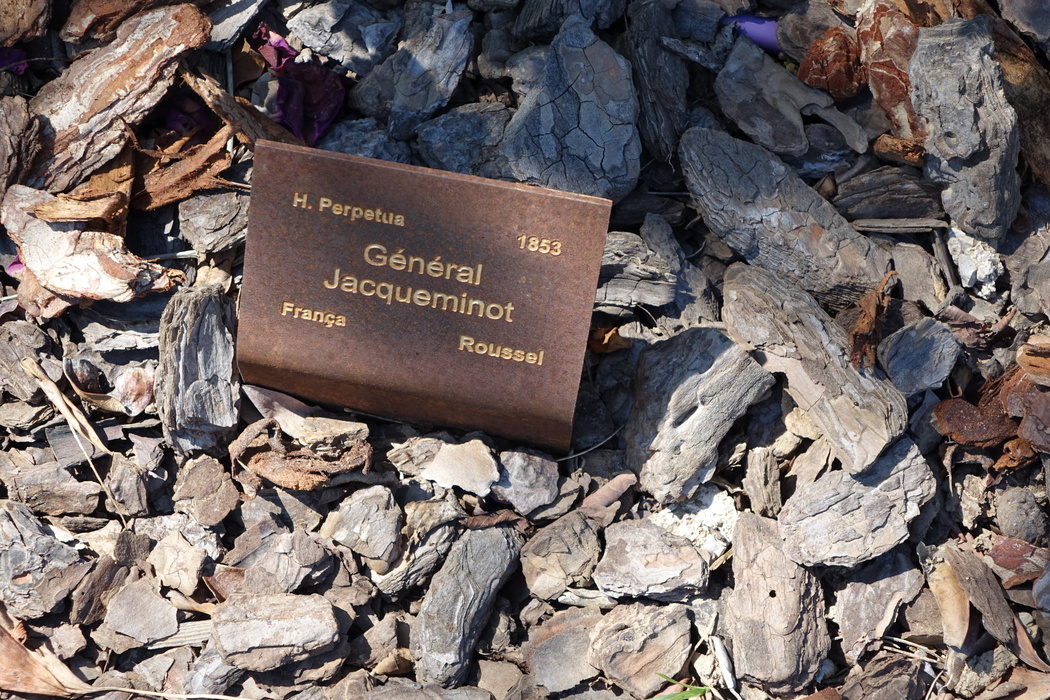 H. Perpetua
1853
Général
Jacqueminot
França
Roussel